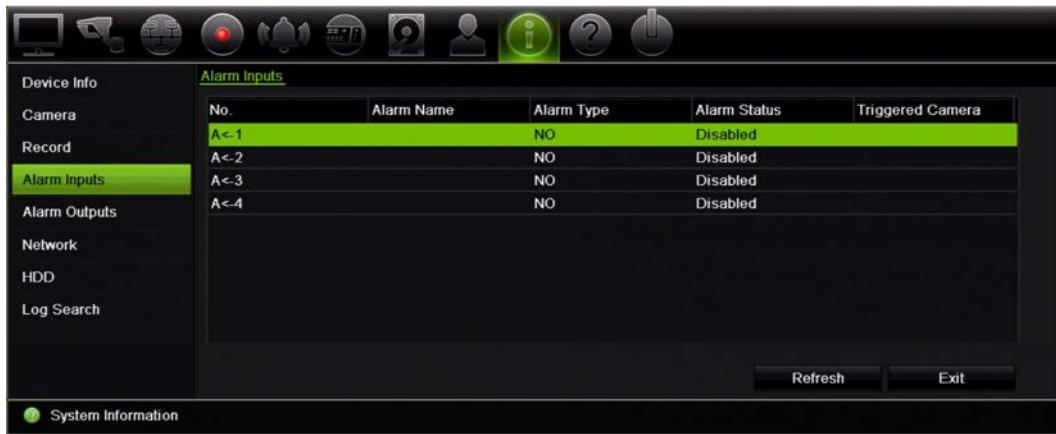 Device Info
Camera
Record
Alarm Inputs
Alarm Outputs
Network
HDD
Log Search
Alarm Inputs
No. Alarm Name Alarm Type Alarm Status Triggered Camera
A<-1 NO Disabled
A<-2 NO Disabled
A<-3 NO Disabled
A<-4 NO Disabled
Refresh Exit
System Information